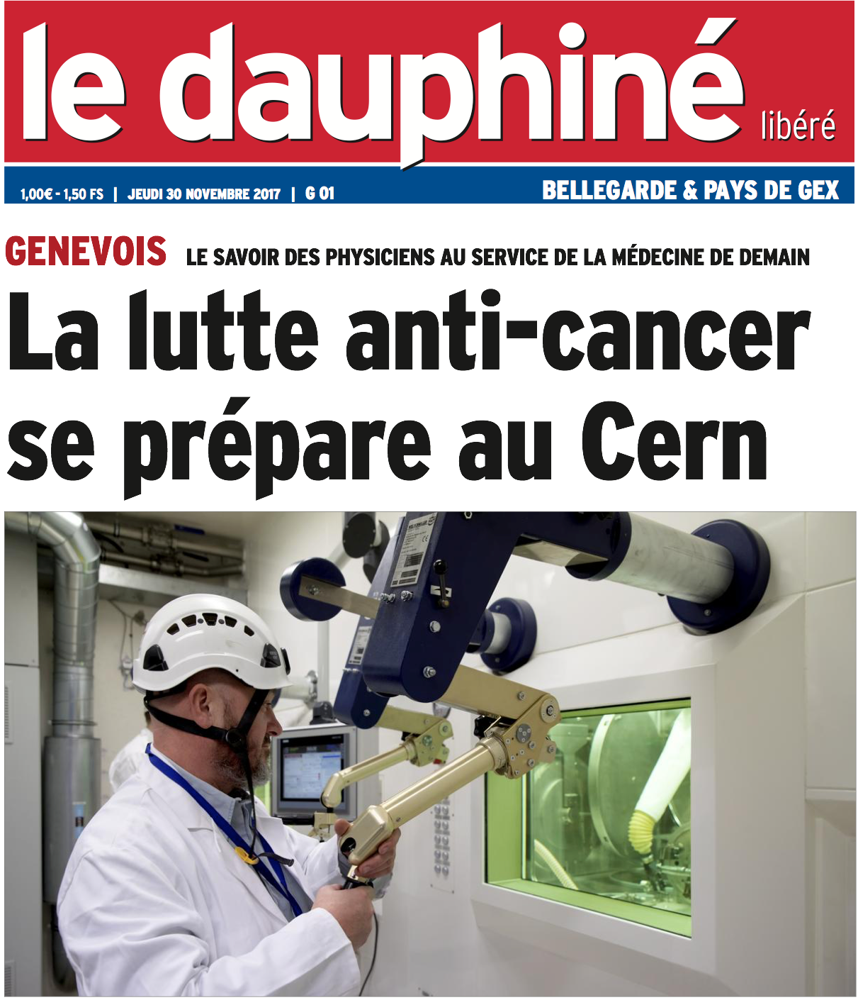 le dauphiné libéré
1,00€ - 1,50 FS | JEUDI 30 NOVEMBRE 2017 | G 01
BELLEGARDE & PAYS DE GEX
GENEVOIS LE SAVOIR DES PHYSICIENS AU SERVICE DE LA MÉDECINE DE DEMAIN
La lutte anti-cancer
se prépare au Cern